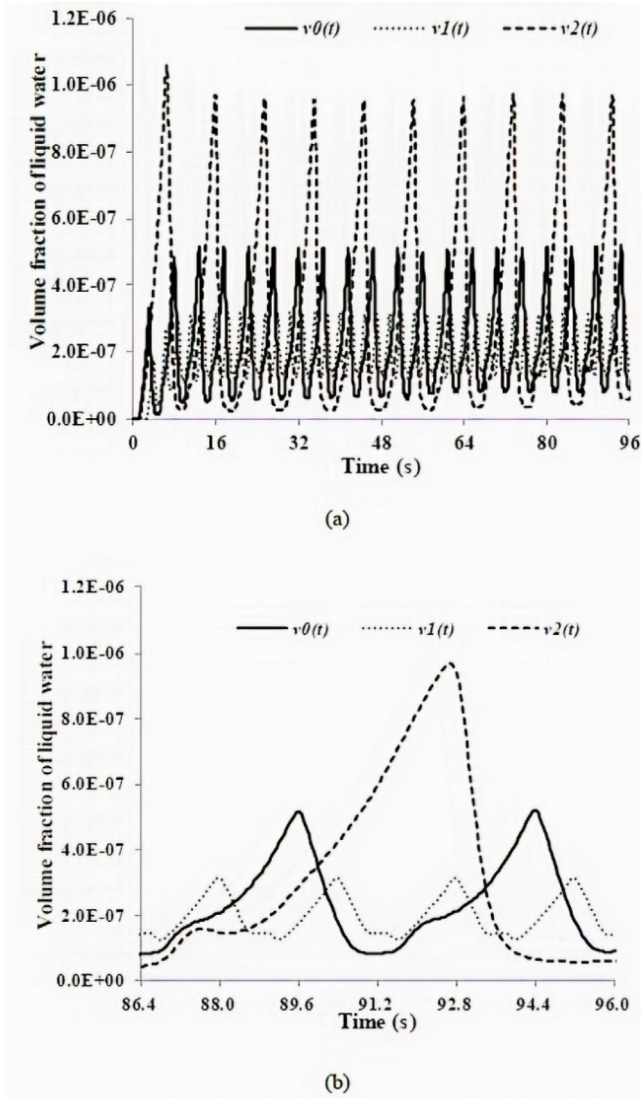 v0(t) v1(t) v2(t)
1.2E-06
1.0E-06
8.0E-07
6.0E-07
4.0E-07
2.0E-07
0.0E+00
Volume fraction of liquid water
0 16 32 48 64 80 96
Time (s)
(a)
1.2E-06
v0(t) v1(t) v2(t)
1.0E-06
8.0E-07
6.0E-07
4.0E-07
2.0E-07
0.0E+00
Volume fraction of liquid water
86.4 88.0 89.6 91.2 92.8 94.4 96.0
Time (s)
(b)